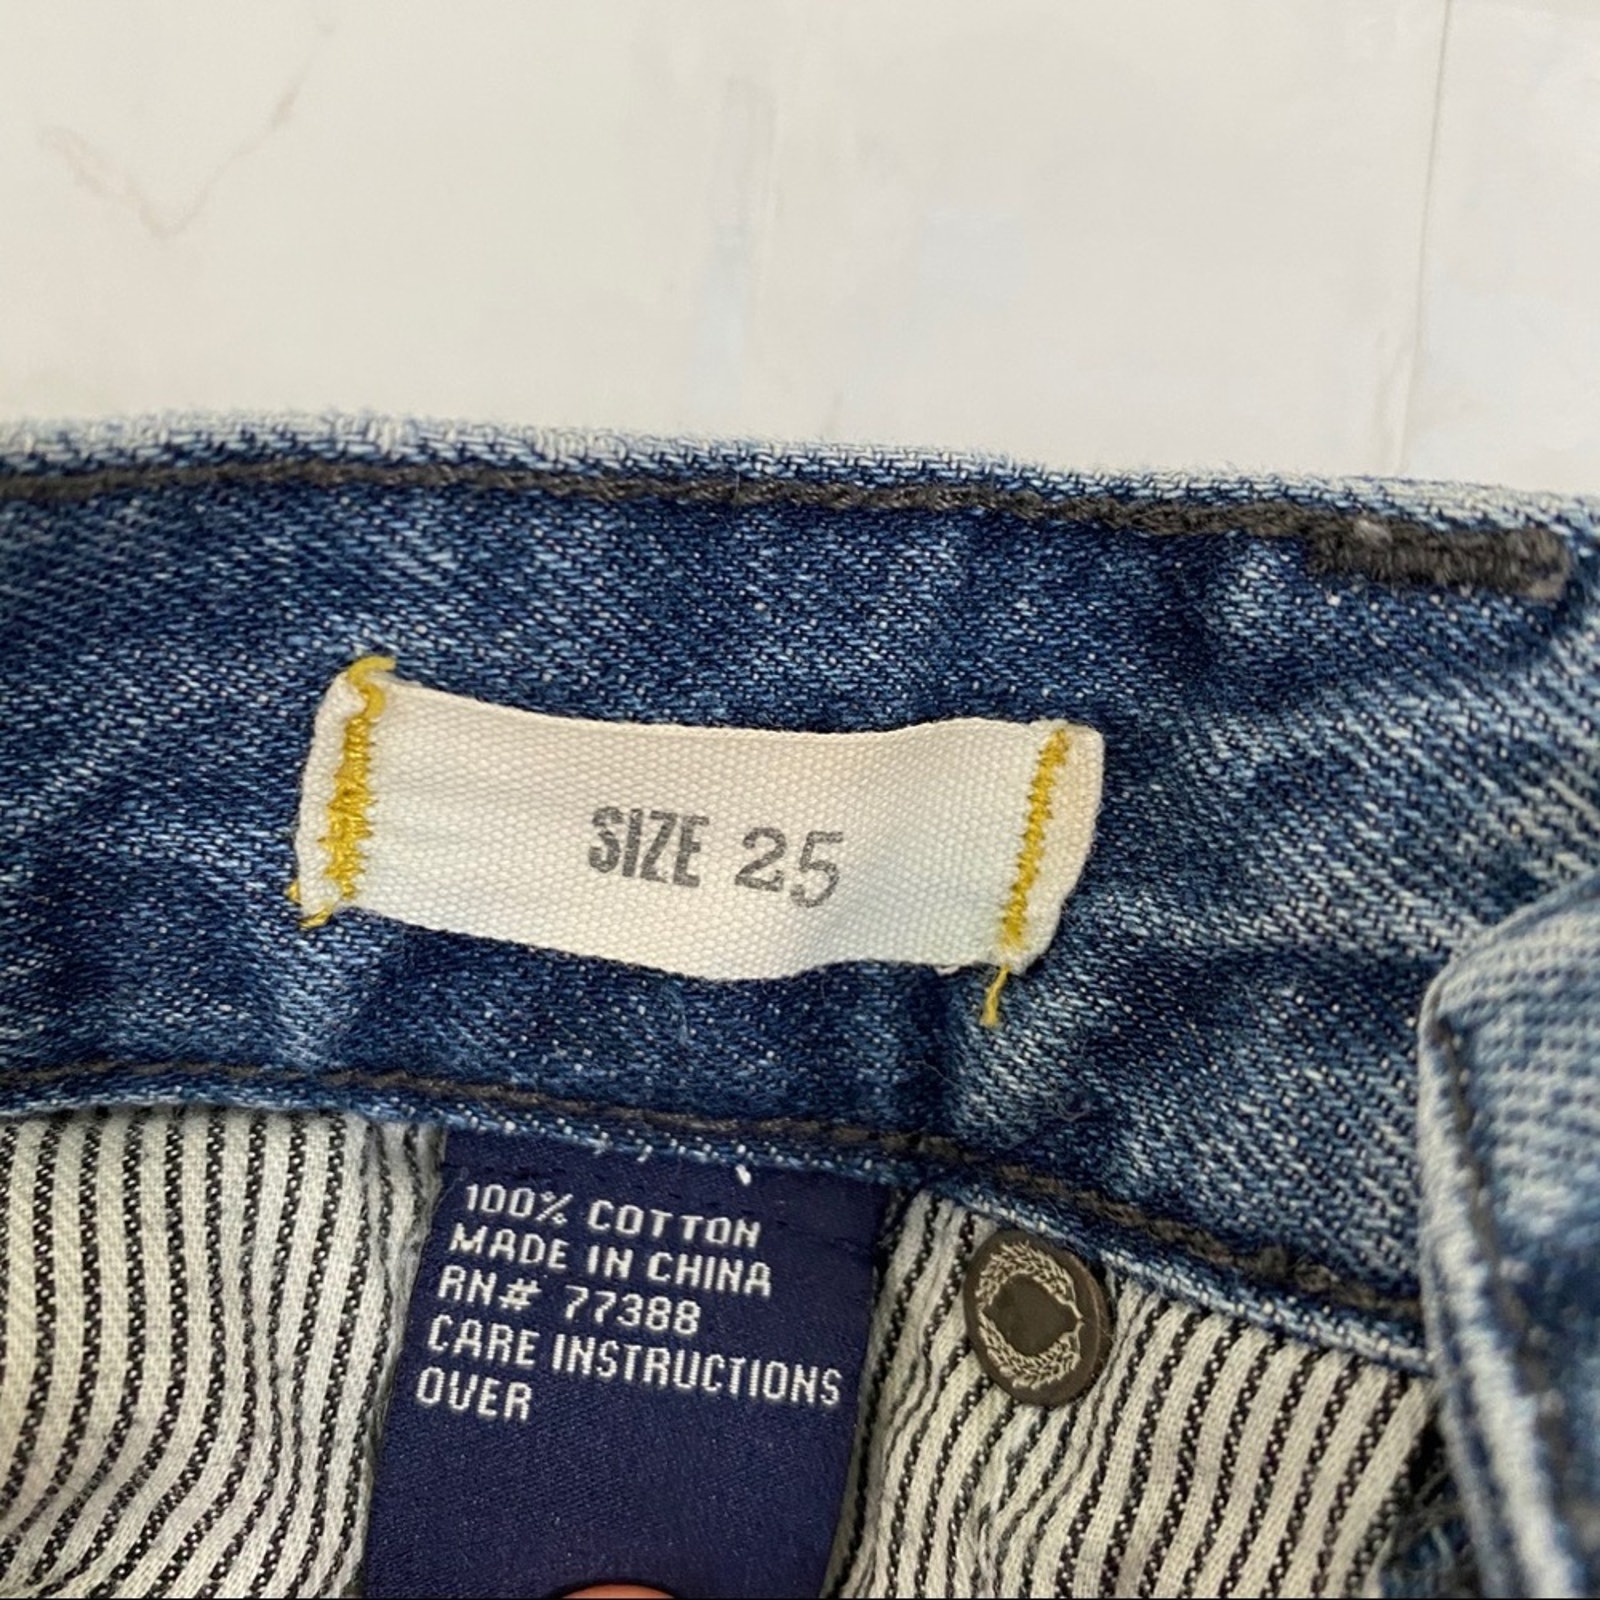 SIZE 25
100% COTTON
MADE IN CHINA
RN# 77388
CARE INSTRUCTIONS
OVER